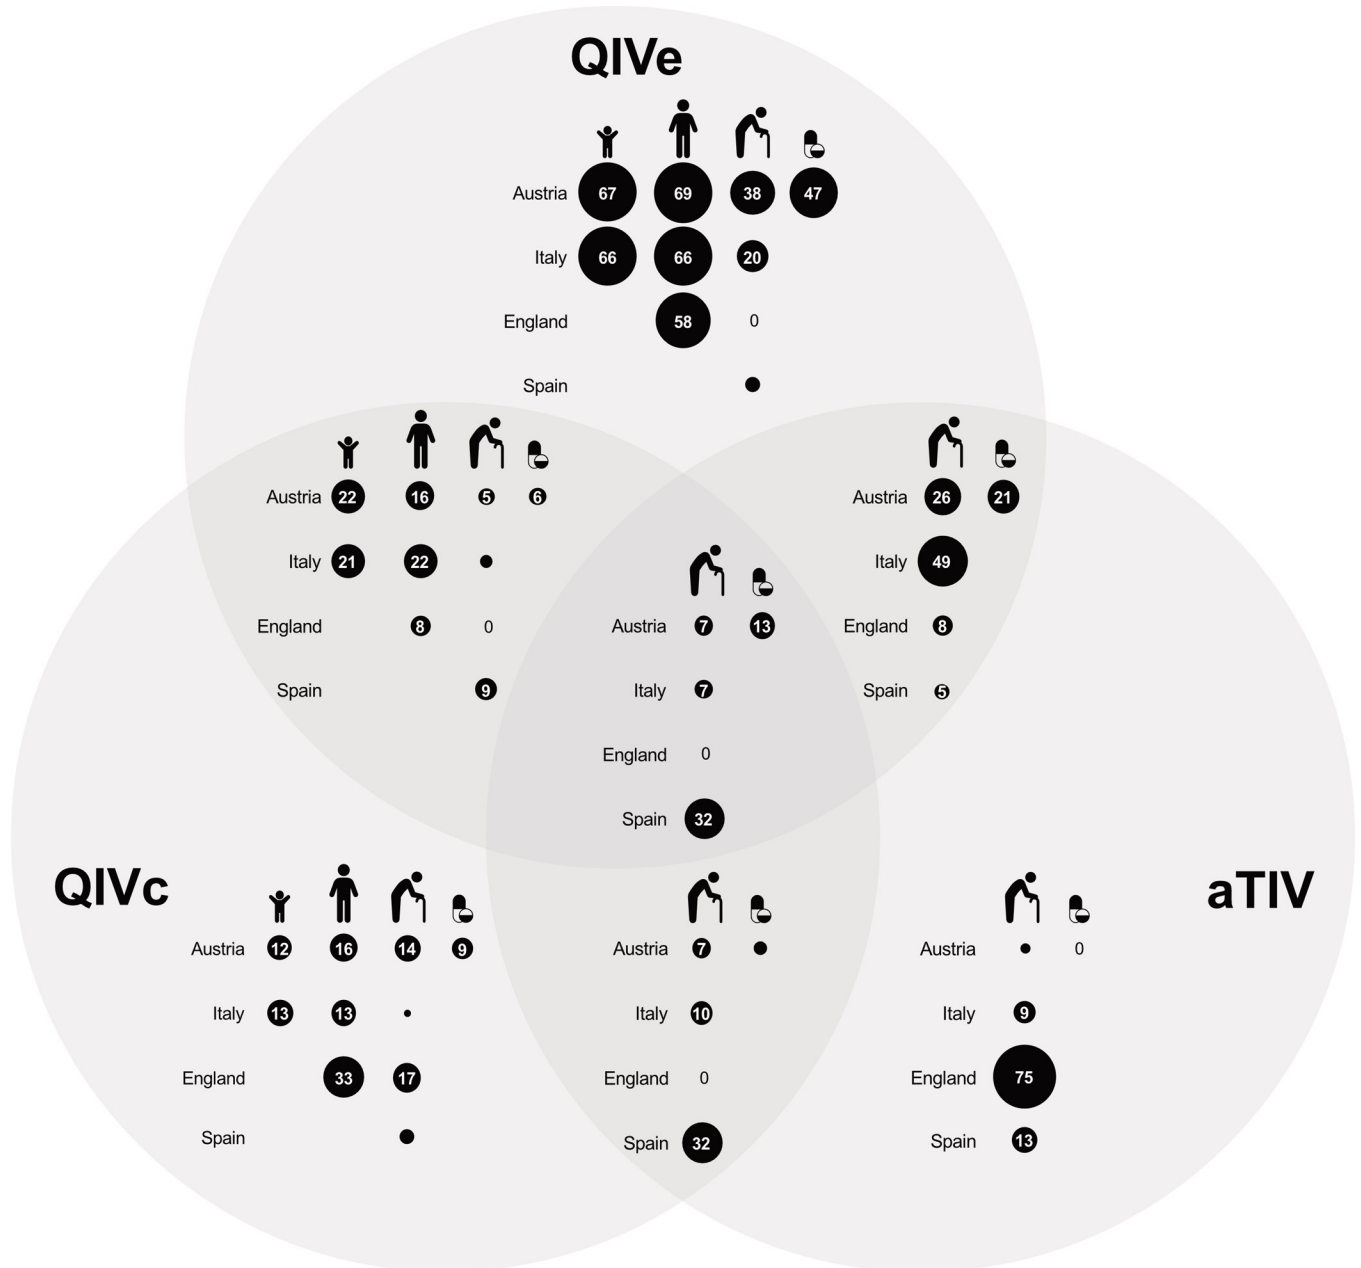 QIVe
Austria 67 69 38 47
Italy 66 66 20
England 58 0
Spain
Austria 22 16 5 6
Italy 21 22
England 8 0
Spain 9
Austria 26 21
Italy 49
England 8
Spain 5
Austria 7 13
Italy 7
England 0
Spain 32
QIVc
Austria 12 16 14 9
Italy 13 13
England 33 17
Spain
Austria 7
Italy 10
England 0
Spain 32
aTIV
Austria 0
Italy 9
England 75
Spain 13